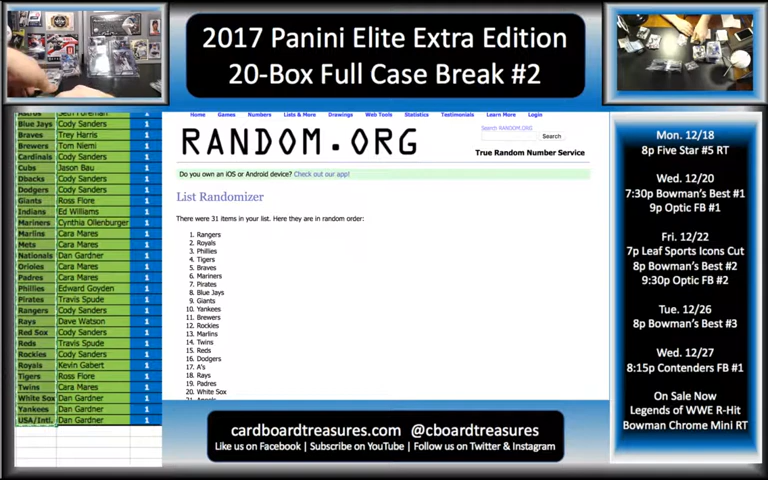 2017 Panini Elite Extra Edition
20-Box Full Case Break #2
Blue Jays Cody Sanders 1
Braves Trey Harris 1
Brewers Tom Niemi 1
Cardinals Cody Sanders 1
Cubs Jason Bau 1
Dbacks Cody Sanders 1
Dodgers Cody Sanders 1
Giants Ross Flore 1
Indians Ed Williams 1
Mariners Cynthia Ollenburger 1
Marlins Cara Mares 1
Mets Cara Mares 1
Nationals Dan Gardner 1
Orioles Cara Mares 1
Padres Cara Mares 1
Phillies Edward Goyden 1
Pirates Travis Spude 1
Rangers Cody Sanders 1
Rays Dave Watson 1
Red Sox Cody Sanders 1
Reds Travis Spude 1
Rockies Cody Sanders 1
Royals Kevin Gabert 1
Tigers Ross Flore 1
Twins Cara Mares 1
White Sox Dan Gardner 1
Yankees Dan Gardner 1
USA/Intl. Dan Gardner 1
Home Games Numbers Lists & More Drawings Web Tools Statistics Testimonials Learn More Login
RANDOM.ORG
Search RANDOM.ORG
Search
True Random Number Service
Do you own an iOS or Android device? Check out our app!
List Randomizer
There were 31 items in your list. Here they are in random order:
1. Rangers
2. Royals
3. Phillies
4. Tigers
5. Braves
6. Mariners
7. Pirates
8. Blue Jays
9. Giants
10. Yankees
11. Brewers
12. Rockies
13. Marlins
14. Twins
15. Reds
16. Dodgers
17. A's
18. Rays
19. Padres
20. White Sox
Mon. 12/18
8p Five Star #5 RT
Wed. 12/20
7:30p Bowman's Best #1
9p Optic FB #1
Fri. 12/22
7p Leaf Sports Icons Cut
8p Bowman's Best #2
9:30p Optic FB #2
Tue. 12/26
8p Bowman's Best #3
Wed. 12/27
8:15p Contenders FB #1
On Sale Now
Legends of WWE R-Hit
Bowman Chrome Mini RT
cardboardtreasures.com @cboardtreasures
Like us on Facebook | Subscribe on YouTube | Follow us on Twitter & Instagram